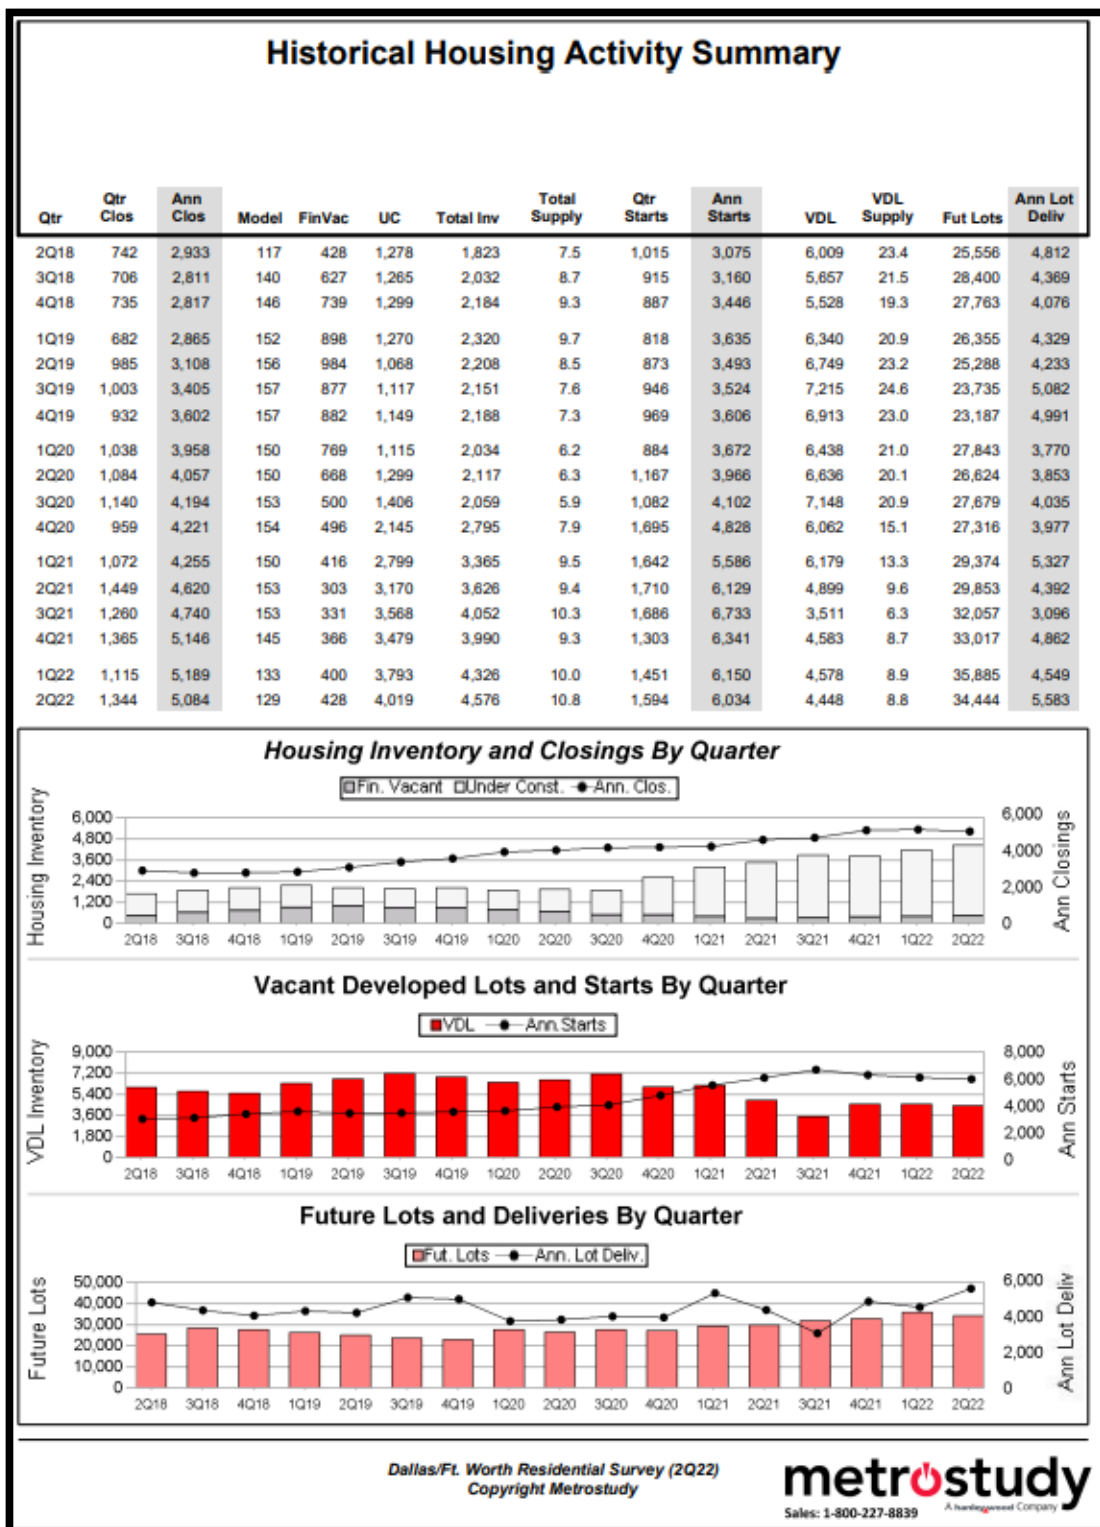 Historical Housing Activity Summary
Qtr Qtr Clos Ann Clos Model FinVac UC Total Inv Total Supply Qtr Starts Ann Starts VDL VDL Supply Fut Lots Ann Lot Deliv
2Q18 742 2,933 117 428 1,278 1,823 7.5 1,015 3,075 6,009 23.4 25,556 4,812
3Q18 706 2,811 140 627 1,265 2,032 8.7 915 3,160 5,657 21.5 28,400 4,369
4Q18 735 2,817 146 739 1,299 2,184 9.3 887 3,446 5,528 19.3 27,763 4,076
1Q19 682 2,865 152 898 1,270 2,320 9.7 818 3,635 6,340 20.9 26,355 4,329
2Q19 985 3,108 156 984 1,068 2,208 8.5 873 3,493 6,749 23.2 25,288 4,233
3Q19 1,003 3,405 157 877 1,117 2,151 7.6 946 3,524 7,215 24.6 23,735 5,082
4Q19 932 3,602 157 882 1,149 2,188 7.3 969 3,606 6,913 23.0 23,187 4,991
1Q20 1,038 3,958 150 769 1,115 2,034 6.2 884 3,672 6,438 21.0 27,843 3,770
2Q20 1,084 4,057 150 668 1,299 2,117 6.3 1,167 3,966 6,636 20.1 26,624 3,853
3Q20 1,140 4,194 153 500 1,406 2,059 5.9 1,082 4,102 7,148 20.9 27,679 4,035
4Q20 959 4,221 154 496 2,145 2,795 7.9 1,695 4,828 6,062 15.1 27,316 3,977
1Q21 1,072 4,255 150 416 2,799 3,365 9.5 1,642 5,586 6,179 13.3 29,374 5,327
2Q21 1,449 4,620 153 303 3,170 3,626 9.4 1,710 6,129 4,899 9.6 29,853 4,392
3Q21 1,260 4,740 153 331 3,568 4,052 10.3 1,686 6,733 3,511 6.3 32,057 3,096
4Q21 1,365 5,146 145 366 3,479 3,990 9.3 1,303 6,341 4,583 8.7 33,017 4,862
1Q22 1,115 5,189 133 400 3,793 4,326 10.0 1,451 6,150 4,578 8.9 35,885 4,549
2Q22 1,344 5,084 129 428 4,019 4,576 10.8 1,594 6,034 4,448 8.8 34,444 5,583
Housing Inventory and Closings By Quarter
Fin. Vacant Under Const. Ann. Clos.
Housing Inventory
6,000
4,800
3,600
2,400
1,200
0
6,000
4,000
2,000
0
Ann Closings
2Q18 3Q18 4Q18 1Q19 2Q19 3Q19 4Q19 1Q20 2Q20 3Q20 4Q20 1Q21 2Q21 3Q21 4Q21 1Q22 2Q22
Vacant Developed Lots and Starts By Quarter
VDL Ann.Starts
VDL Inventory
9,000
7,200
5,400
3,600
1,800
0
8,000
6,000
4,000
2,000
0
Ann Starts
2Q18 3Q18 4Q18 1Q19 2Q19 3Q19 4Q19 1Q20 2Q20 3Q20 4Q20 1Q21 2Q21 3Q21 4Q21 1Q22 2Q22
Future Lots and Deliveries By Quarter
Fut. Lots Ann. Lot Deliv.
Future Lots
50,000
40,000
30,000
20,000
10,000
0
6,000
4,000
2,000
0
Ann Lot Deliv
2Q18 3Q18 4Q18 1Q19 2Q19 3Q19 4Q19 1Q20 2Q20 3Q20 4Q20 1Q21 2Q21 3Q21 4Q21 1Q22 2Q22
Dallas/Ft. Worth Residential Survey (2Q22)
Copyright Metrostudy
metrostudy
A hanleywood Company
Sales: 1-800-227-8839